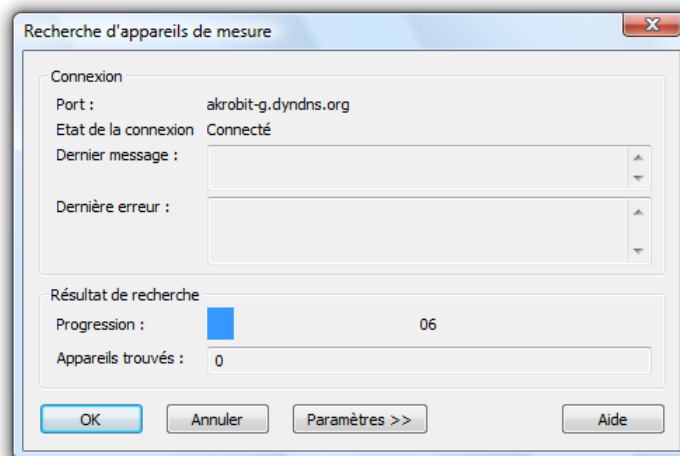 Recherche d'appareils de mesure
Connexion
Port : akrobit-g.dyndns.org
Etat de la connexion Connecté
Dernier message :
Dernière erreur :
Résultat de recherche
Progression : 06
Appareils trouvés : 0
OK Annuler Paramètres >> Aide